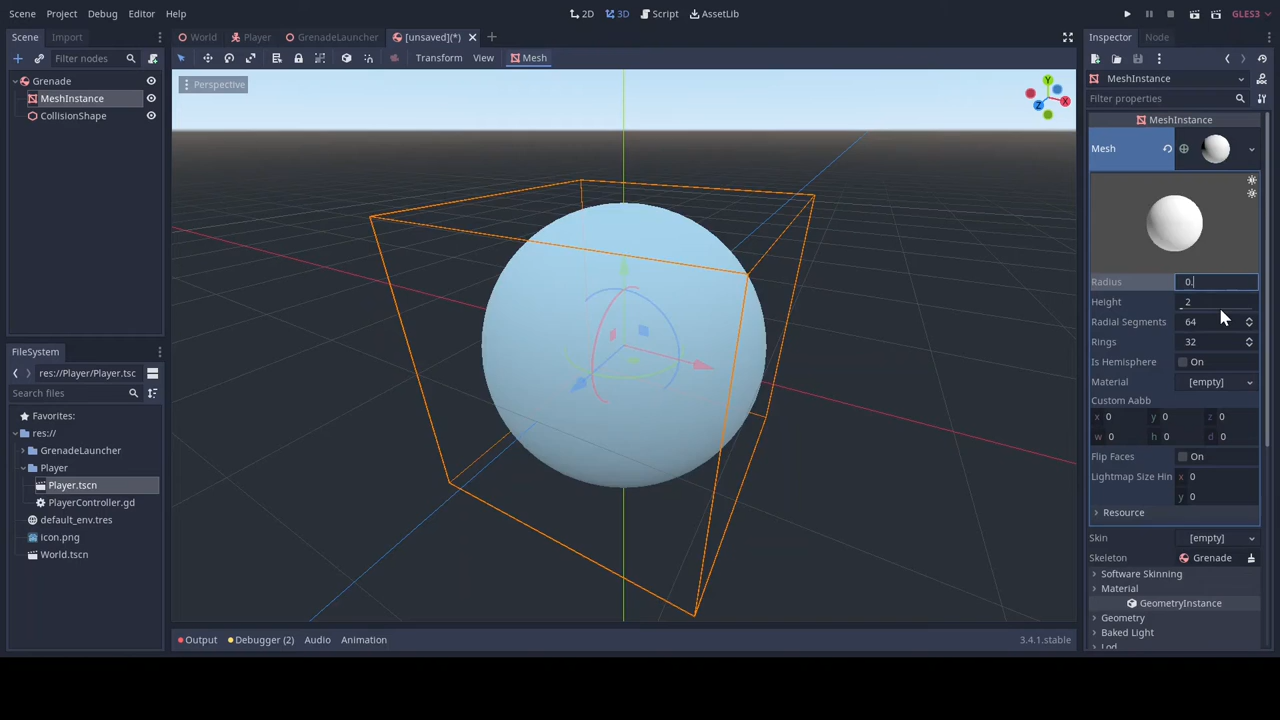 Scene Project Debug Editor Help
2D 3D Script AssetLib
GLES3
Scene Import
World Player GrenadeLauncher [unsaved](*)
Inspector Node
Filter nodes
Transform View Mesh
Grenade
MeshInstance
CollisionShape
Perspective
Y
X
Z
MeshInstance
Filter properties
MeshInstance
Mesh
Radius 0.
Height 2
Radial Segments 64
Rings 32
Is Hemisphere On
Material [empty]
Custom Aabb
x 0 y 0 z 0
w 0 h 0 d 0
Flip Faces On
Lightmap Size Hin x 0
y 0
Resource
Skin [empty]
Skeleton Grenade
Software Skinning
Material
GeometryInstance
Geometry
Baked Light
Lod
FileSystem
res://Player/Player.tsc
Search files
Favorites:
res://
GrenadeLauncher
Player
Player.tscn
PlayerController.gd
default_env.tres
icon.png
World.tscn
Output Debugger (2) Audio Animation
3.4.1.stable